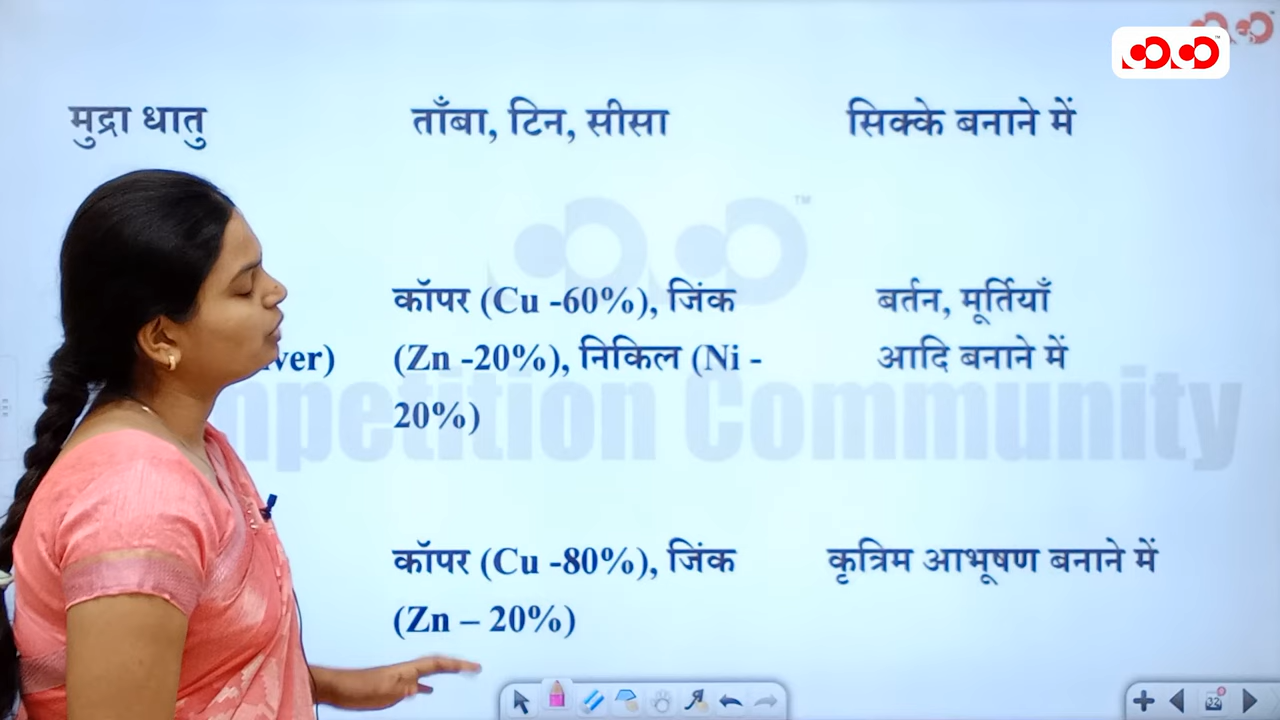 मुद्रा धातु ताँबा, टिन, सीसा सिक्के बनाने में
कॉपर (Cu -60%), जिंक बर्तन, मूर्तियाँ
(Zn -20%), निकिल (Ni - आदि बनाने में
20%)
Competition Community
कॉपर (Cu -80%), जिंक कृत्रिम आभूषण बनाने में
(Zn – 20%)
TM